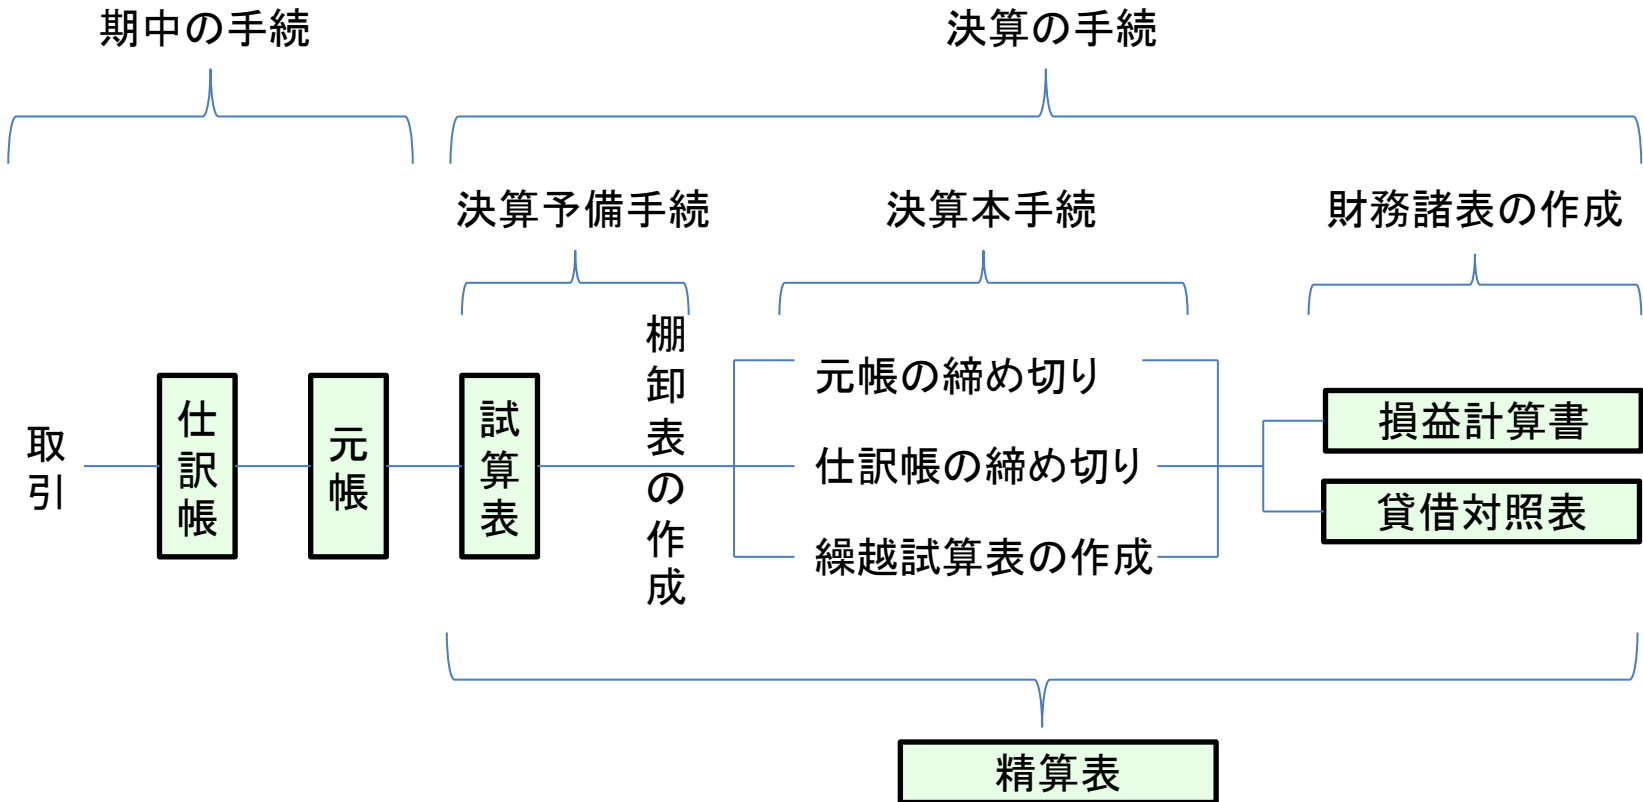 期中の手続
決算の手続
決算予備手続
決算本手続
財務諸表の作成
取引
仕訳帳
元帳
試算表
棚卸表の作成
元帳の締め切り
仕訳帳の締め切り
繰越試算表の作成
損益計算書
貸借対照表
精算表